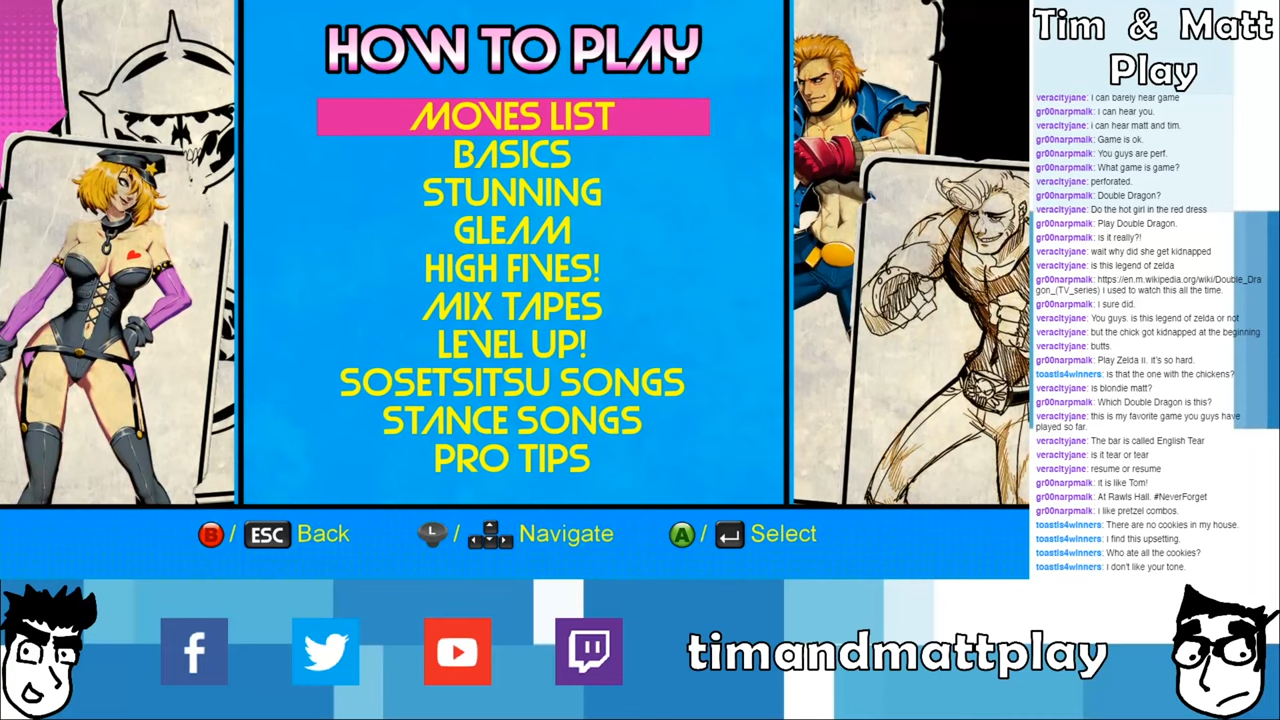 HOW TO PLAY
MOVES LIST
BASICS
STUNNING
GLEAM
HIGH FIVES!
MIX TAPES
LEVEL UP!
SOSETSITSU SONGS
STANCE SONGS
PRO TIPS
B / ESC Back
L / Navigate
A / Select
Tim & Matt
Play
veracityjane: I can barely hear game
gr00narpmalk: I can hear you.
veracityjane: i can hear matt and tim.
gr00narpmalk: Game is ok.
gr00narpmalk: You guys are perf.
gr00narpmalk: What game is game?
veracityjane: perforated.
gr00narpmalk: Double Dragon?
veracityjane: Do the hot girl in the red dress
gr00narpmalk: Play Double Dragon.
gr00narpmalk: Is it really?!
veracityjane: wait why did she get kidnapped
veracityjane: is this legend of zelda
gr00narpmalk: https://en.m.wikipedia.org/wiki/Double_Dra
gon_(TV_series) I used to watch this all the time.
gr00narpmalk: I sure did.
veracityjane: You guys. is this legend of zelda or not
veracityjane: but the chick got kidnapped at the beginning
veracityjane: butts.
gr00narpmalk: Play Zelda II. It's so hard.
toastis4winners: is that the one with the chickens?
veracityjane: is blondie matt?
gr00narpmalk: Which Double Dragon is this?
veracityjane: this is my favorite game you guys have
played so far.
veracityjane: The bar is called English Tear
veracityjane: is it tear or tear
veracityjane: resume or resume
gr00narpmalk: it is like Tom!
gr00narpmalk: At Rawls Hall. #NeverForget
gr00narpmalk: I like pretzel combos.
toastis4winners: There are no cookies in my house.
toastis4winners: I find this upsetting.
toastis4winners: Who ate all the cookies?
toastis4winners: I don't like your tone.
timandmattplay